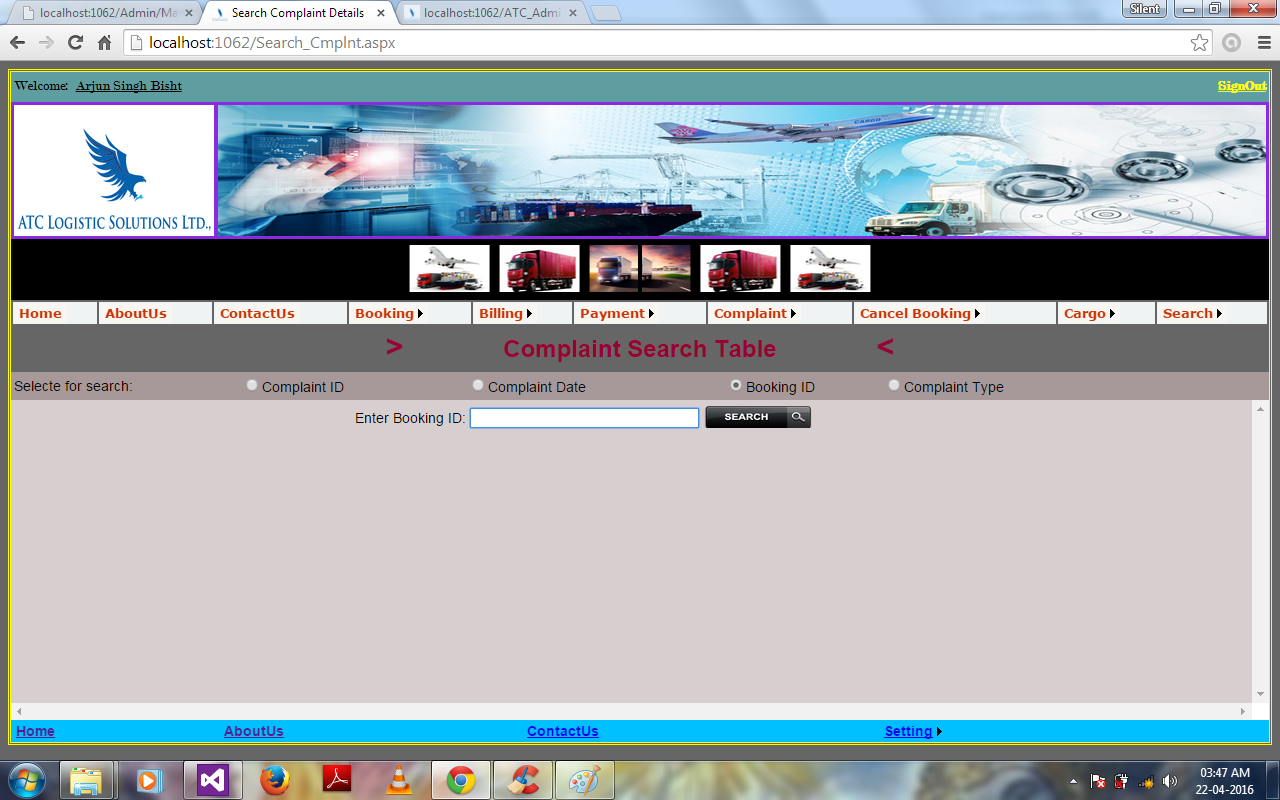 localhost:1062/Admin/Ma
Search Complaint Details
localhost:1062/ATC_Admi
Silent
localhost:1062/Search_Cmplnt.aspx
Welcome: Arjun Singh Bisht
SignOut
CARGO
ATC LOGISTIC SOLUTIONS LTD.,
Home AboutUs ContactUs Booking Billing Payment Complaint Cancel Booking Cargo Search
> Complaint Search Table <
Selecte for search: Complaint ID Complaint Date Booking ID Complaint Type
Enter Booking ID: SEARCH
Home AboutUs ContactUs Setting
03:47 AM
22-04-2016